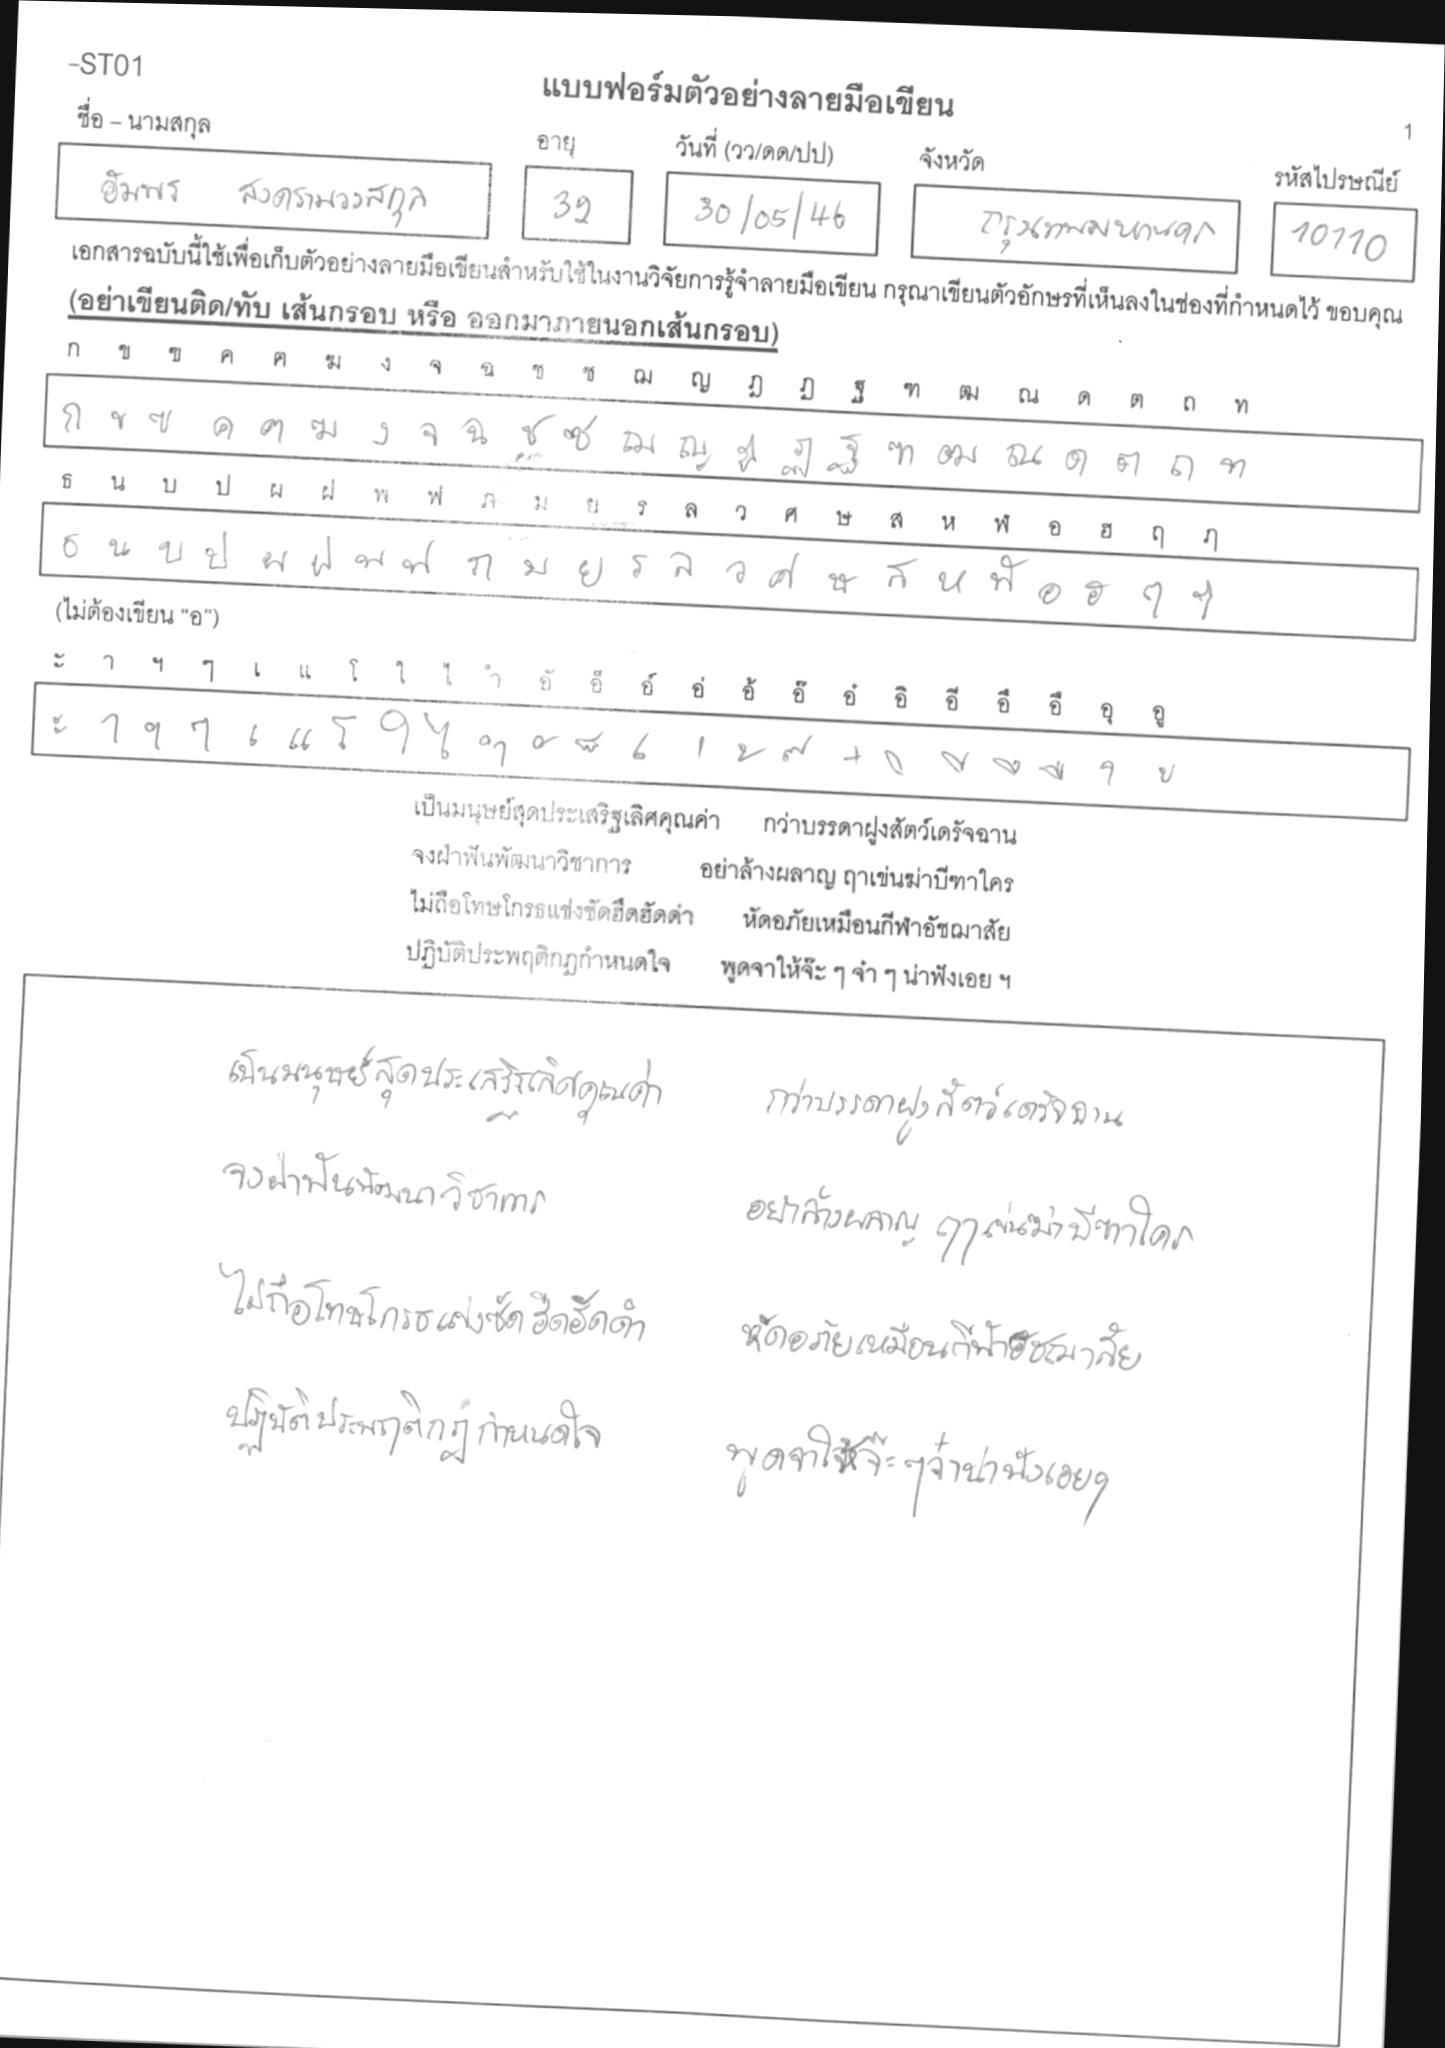 -ST01
แบบฟอร์มตัวอย่างลายมือเขียน
1
ชื่อ – นามสกุล อายุ วันที่ (วว/ดด/ปป) จังหวัด รหัสไปรษณีย์
อัมพร สงครามวงสกุล 32 30/05/46 กรุงเทพมหานคร 10110
เอกสารฉบับนี้ใช้เพื่อเก็บตัวอย่างลายมือเขียนสำหรับใช้ในงานวิจัยการรู้จำลายมือเขียน กรุณาเขียนตัวอักษรที่เห็นลงในช่องที่กำหนดไว้ ขอบคุณ
(อย่าเขียนติด/ทับ เส้นกรอบ หรือ ออกมาภายนอกเส้นกรอบ)
ก ข ฃ ค ฅ ฆ ง จ ฉ ช ซ ฌ ญ ฎ ฏ ฐ ฑ ฒ ณ ด ต ถ ท
ก ข ฃ ค ฅ ฆ ง จ ฉ ช ซ ฌ ญ ฎ ฏ ฐ ฑ ฒ ณ ด ต ถ ท
ธ น บ ป ผ ฝ พ ฟ ภ ม ย ร ล ว ศ ษ ส ห ฬ อ ฮ ฤ ภ
ธ น บ ป ผ ฝ พ ฟ ภ ม ย ร ล ว ศ ษ ส ห ฬ อ ฮ ฤ
(ไม่ต้องเขียน "อ")
ะ า ฯ ๆ เ แ โ ใ ไ ำ อั อ็ อ์ อ่ อ้ อ๊ อ๋ อิ อี อึ อื อุ อู
ะ า ฯ ๆ เ แ โ ใ ไ ำ ั ็ ์ ่ ้ ๊ ๋ ิ ี ึ ื ุ ู
เป็นมนุษย์สุดประเสริฐเลิศคุณค่า กว่าบรรดาฝูงสัตว์เดรัจฉาน
จงฝ่าฟันพัฒนาวิชาการ อย่าล้างผลาญ ฤาเข่นฆ่าบีฑาใคร
ไม่ถือโทษโกรธแช่งซัดฮึดฮัดด่า หัดอภัยเหมือนกีฬาอัชฌาสัย
ปฏิบัติประพฤติกฎกำหนดใจ พูดจาให้จ๊ะ ๆ จ๋า ๆ น่าฟังเอย ฯ
เป็นมนุษย์สุดประเสริฐเลิศคุณค่า กว่าบรรดาฝูงสัตว์เดรัจฉาน
จงฝ่าฟันพัฒนาวิชาการ อย่าล้างผลาญ ฤาเข่นฆ่าบีฑาใคร
ไม่ถือโทษโกรธแช่งซัดฮึดฮัดด่า หัดอภัยเหมือนกีฬาอัชฌาสัย
ปฏิบัติประพฤติกฎกำหนดใจ พูดจาให้จ๊ะ ๆ จ๋าน่าฟังเอยฯ